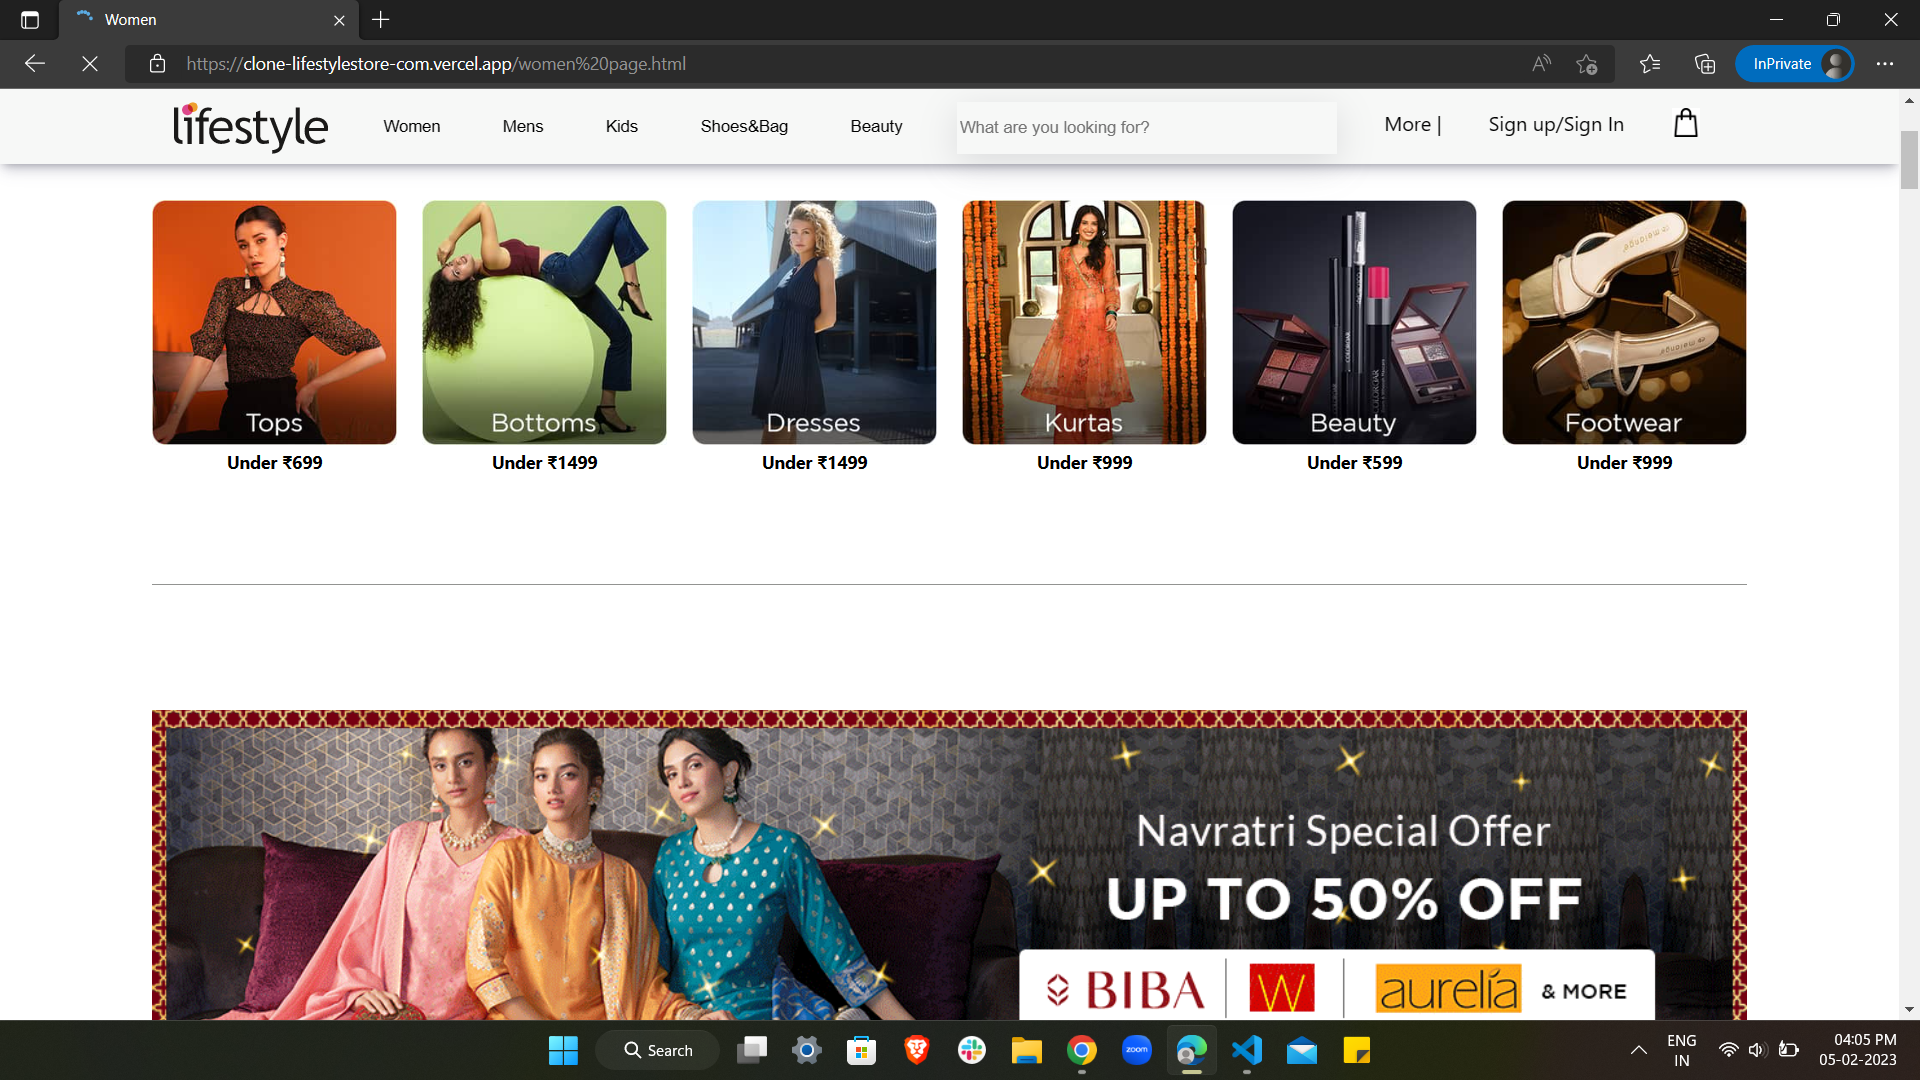 Women
https://clone-lifestylestore-com.vercel.app/women%20page.html
InPrivate
lifestyle
Women
Mens
Kids
Shoes&Bag
Beauty
What are you looking for?
More |
Sign up/Sign In
Tops
Bottoms
Dresses
Kurtas
Beauty
Footwear
Under ₹699
Under ₹1499
Under ₹1499
Under ₹999
Under ₹599
Under ₹999
Navratri Special Offer
UP TO 50% OFF
BIBA
W
aurelia
& MORE
Search
zoom
ENG
IN
04:05 PM
05-02-2023